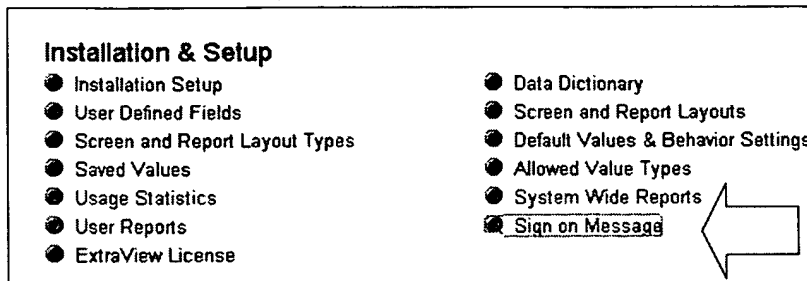 Installation & Setup
Installation Setup
User Defined Fields
Screen and Report Layout Types
Saved Values
Usage Statistics
User Reports
ExtraView License
Data Dictionary
Screen and Report Layouts
Default Values & Behavior Settings
Allowed Value Types
System Wide Reports
Sign on Message